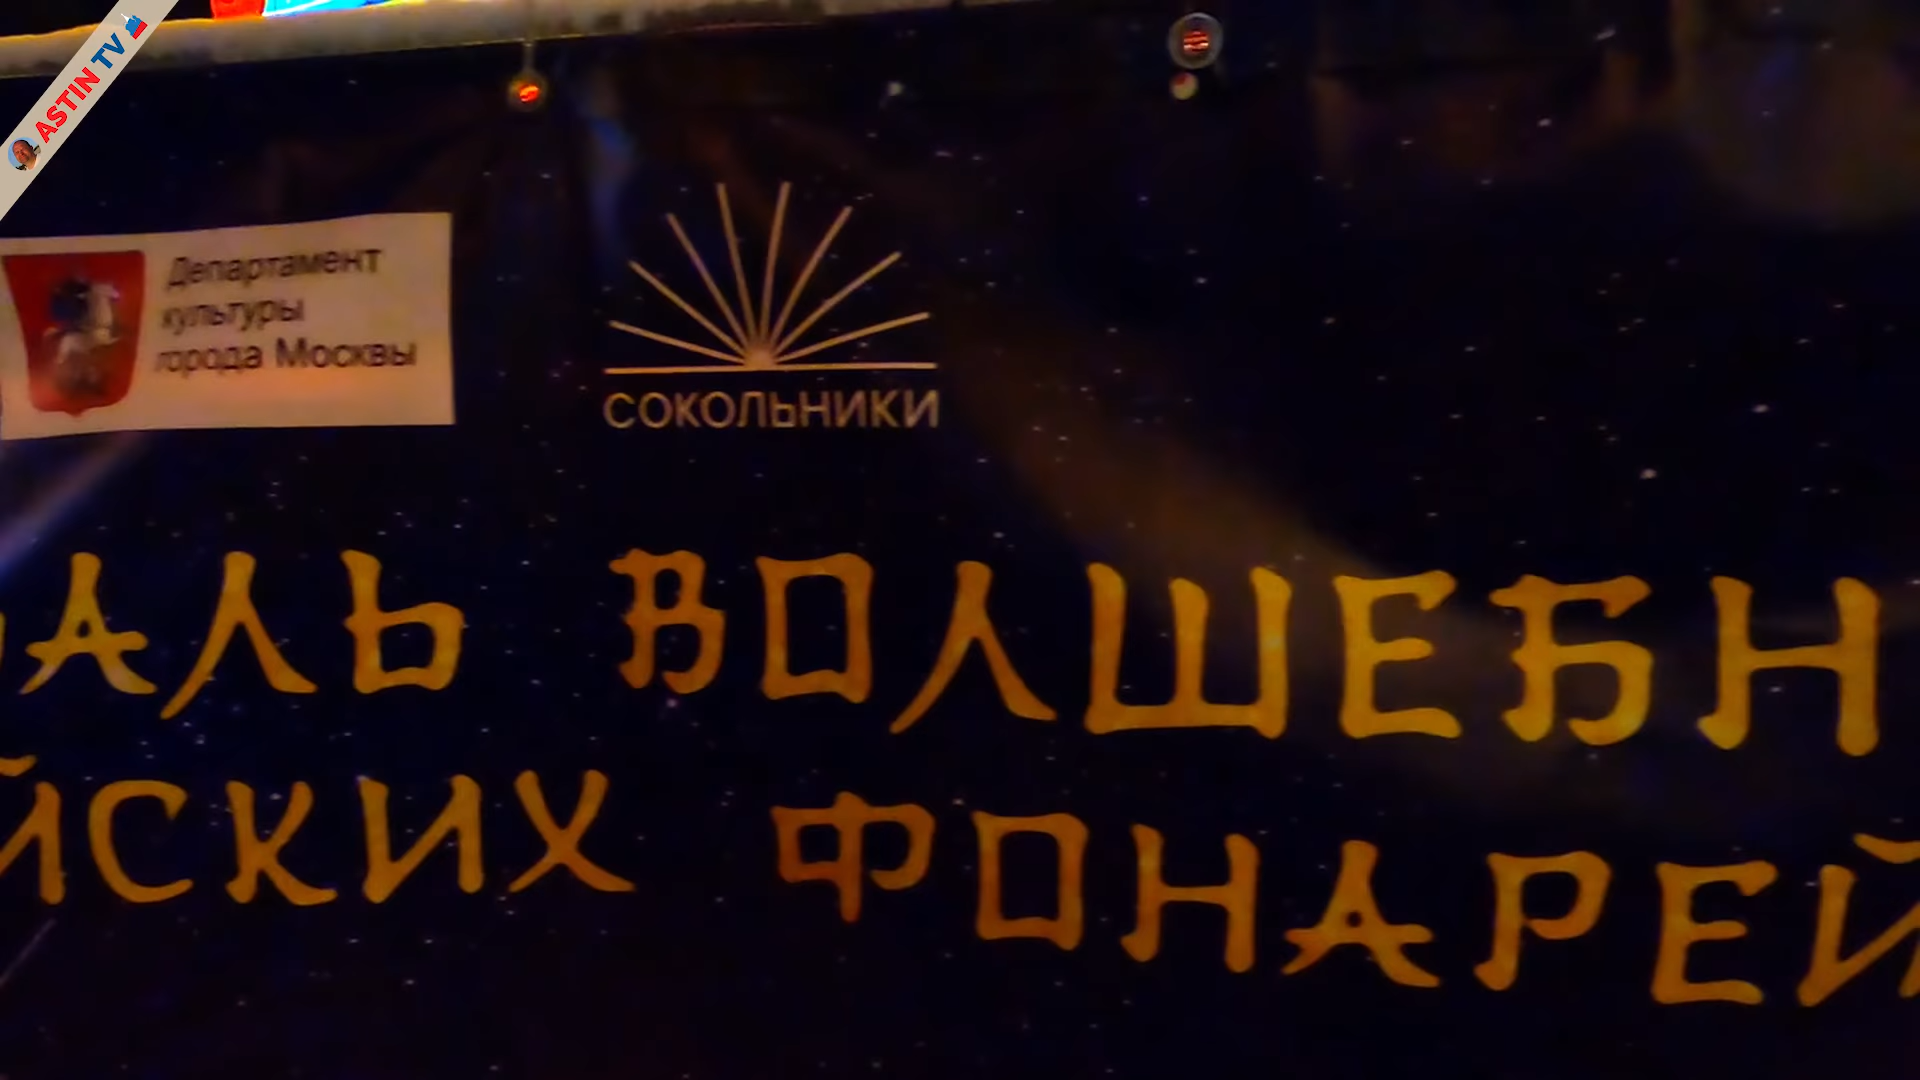 ASTIN TV
Департамент
культуры
города Москвы
СОКОЛЬНИКИ
АЛЬ ВОЛШЕБН
ЙСКИХ ФОНАРЕЙ